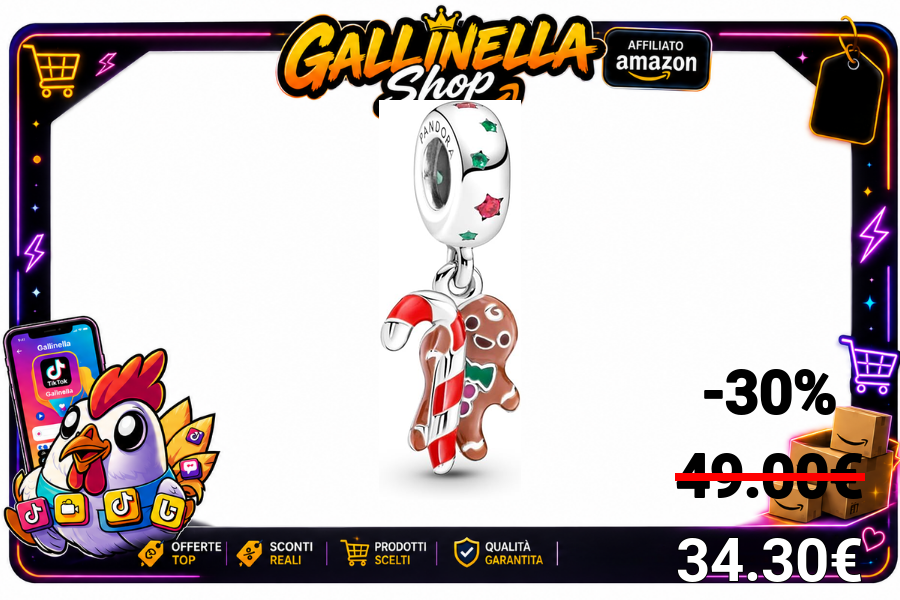 GALLINELLA
Shop
AFFILIATO
amazon
PANDORA
Gallinella
TikTok
Gallinella
-30%
49.00€
34.30€
OFFERTE
TOP
SCONTI
REALI
PRODOTTI
SCELTI
QUALITÀ
GARANTITA